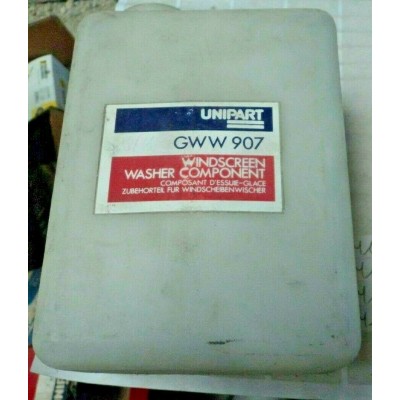 UNIPART
GWW 907
WINDSCREEN
WASHER COMPONENT
COMPOSANT D'ESSUIE-GLACE
ZUBEHORTEIL FUR WINDSCHEIBENWISCHER